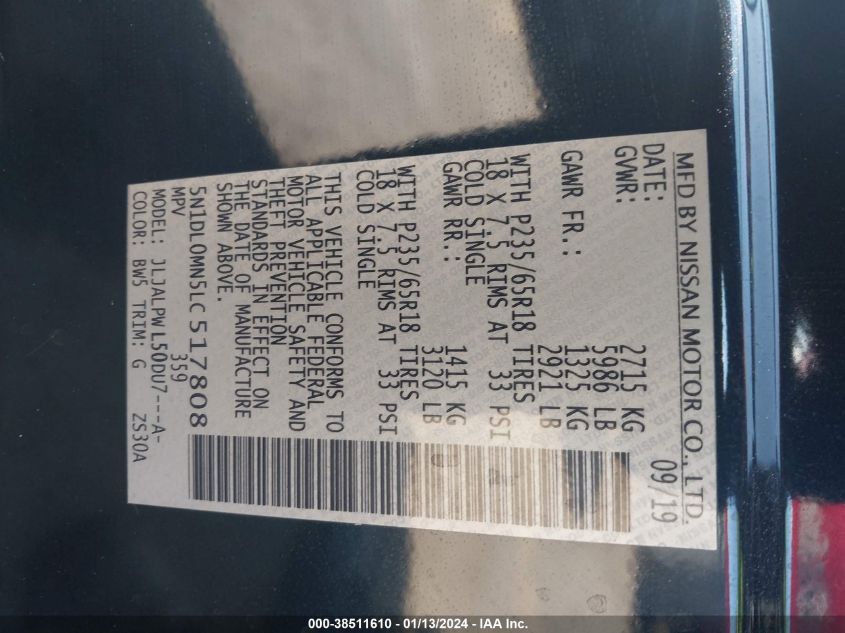 MFD BY NISSAN MOTOR CO., LTD.
DATE: 09/19
GVWR: 2715 KG
5986 LB
GAWR FR.: 1325 KG
2921 LB
WITH P235/65R18 TIRES
18 X 7.5 RIMS AT 33 PSI
COLD SINGLE
GAWR RR.: 1415 KG
3120 LB
WITH P235/65R18 TIRES
18 X 7.5 RIMS AT 33 PSI
COLD SINGLE
THIS VEHICLE CONFORMS TO
ALL APPLICABLE FEDERAL
MOTOR VEHICLE SAFETY AND
THEFT PREVENTION
STANDARDS IN EFFECT ON
THE DATE OF MANUFACTURE
SHOWN ABOVE.
5N1DL0MN5LC517808
MPV 359
MODEL: JLJALPWL50DU7---A-
COLOR: BW5 TRIM: G ZS30A
000-38511610 - 01/13/2024 - IAA Inc.